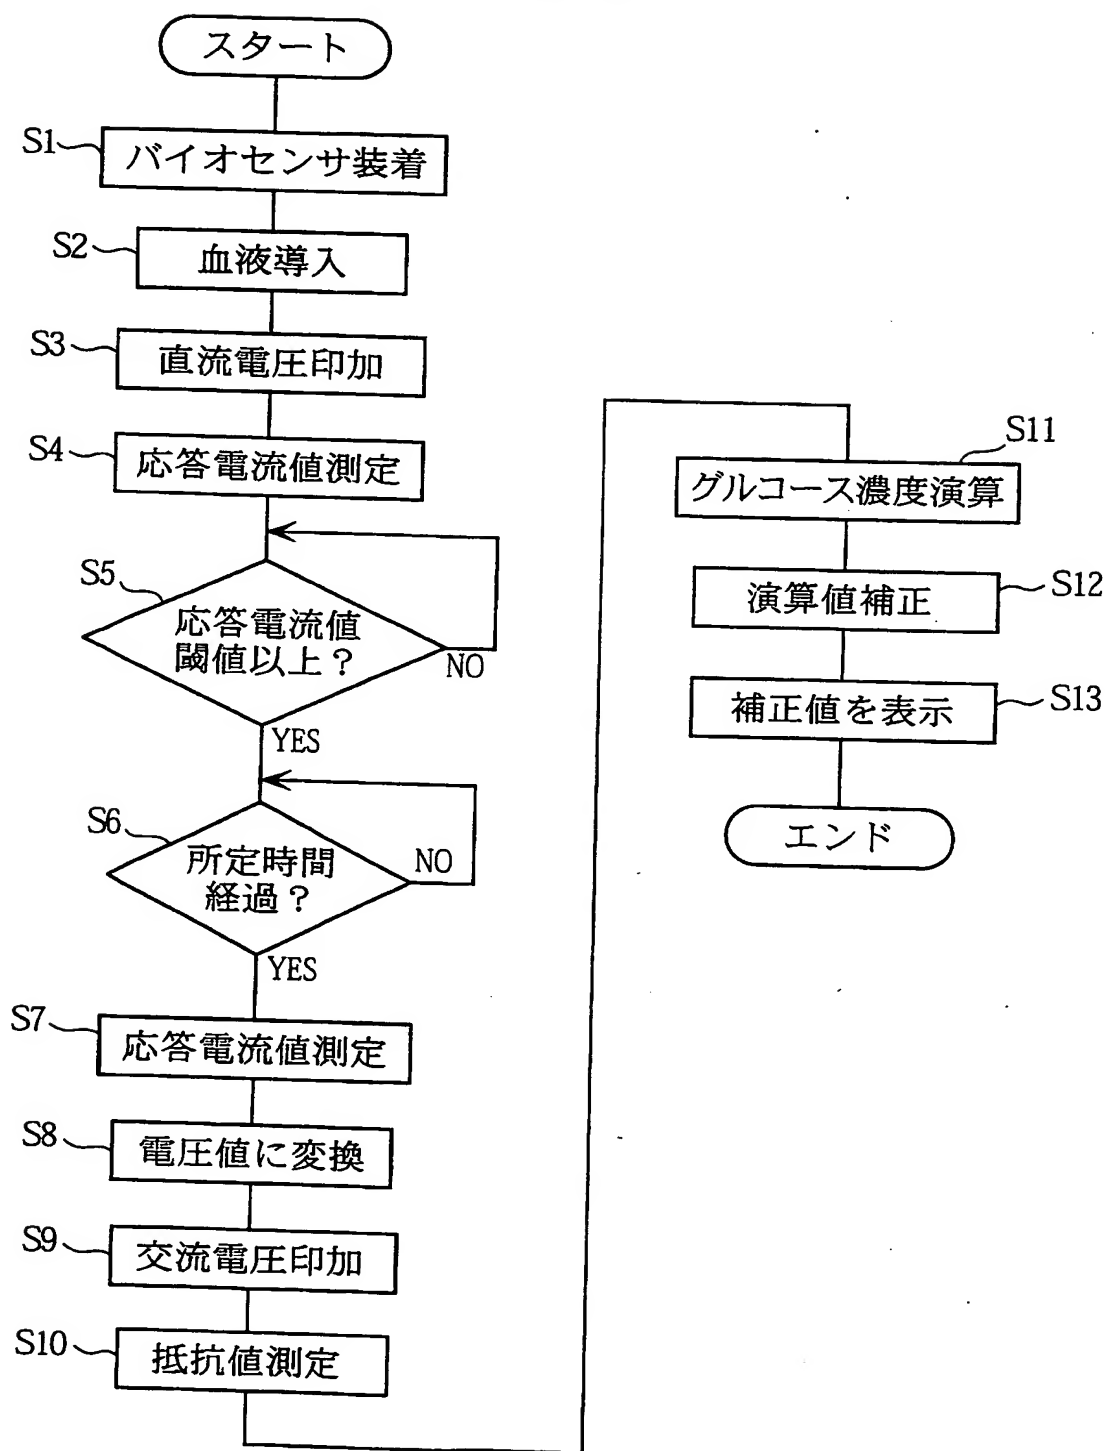 スタート
S1
バイオセンサ装着
S2
血液導入
S3
直流電圧印加
S4
応答電流値測定
S5
応答電流値
閾値以上？
NO
YES
S6
所定時間
経過？
NO
YES
S7
応答電流値測定
S8
電圧値に変換
S9
交流電圧印加
S10
抵抗値測定
S11
グルコース濃度演算
S12
演算値補正
S13
補正値を表示
エンド